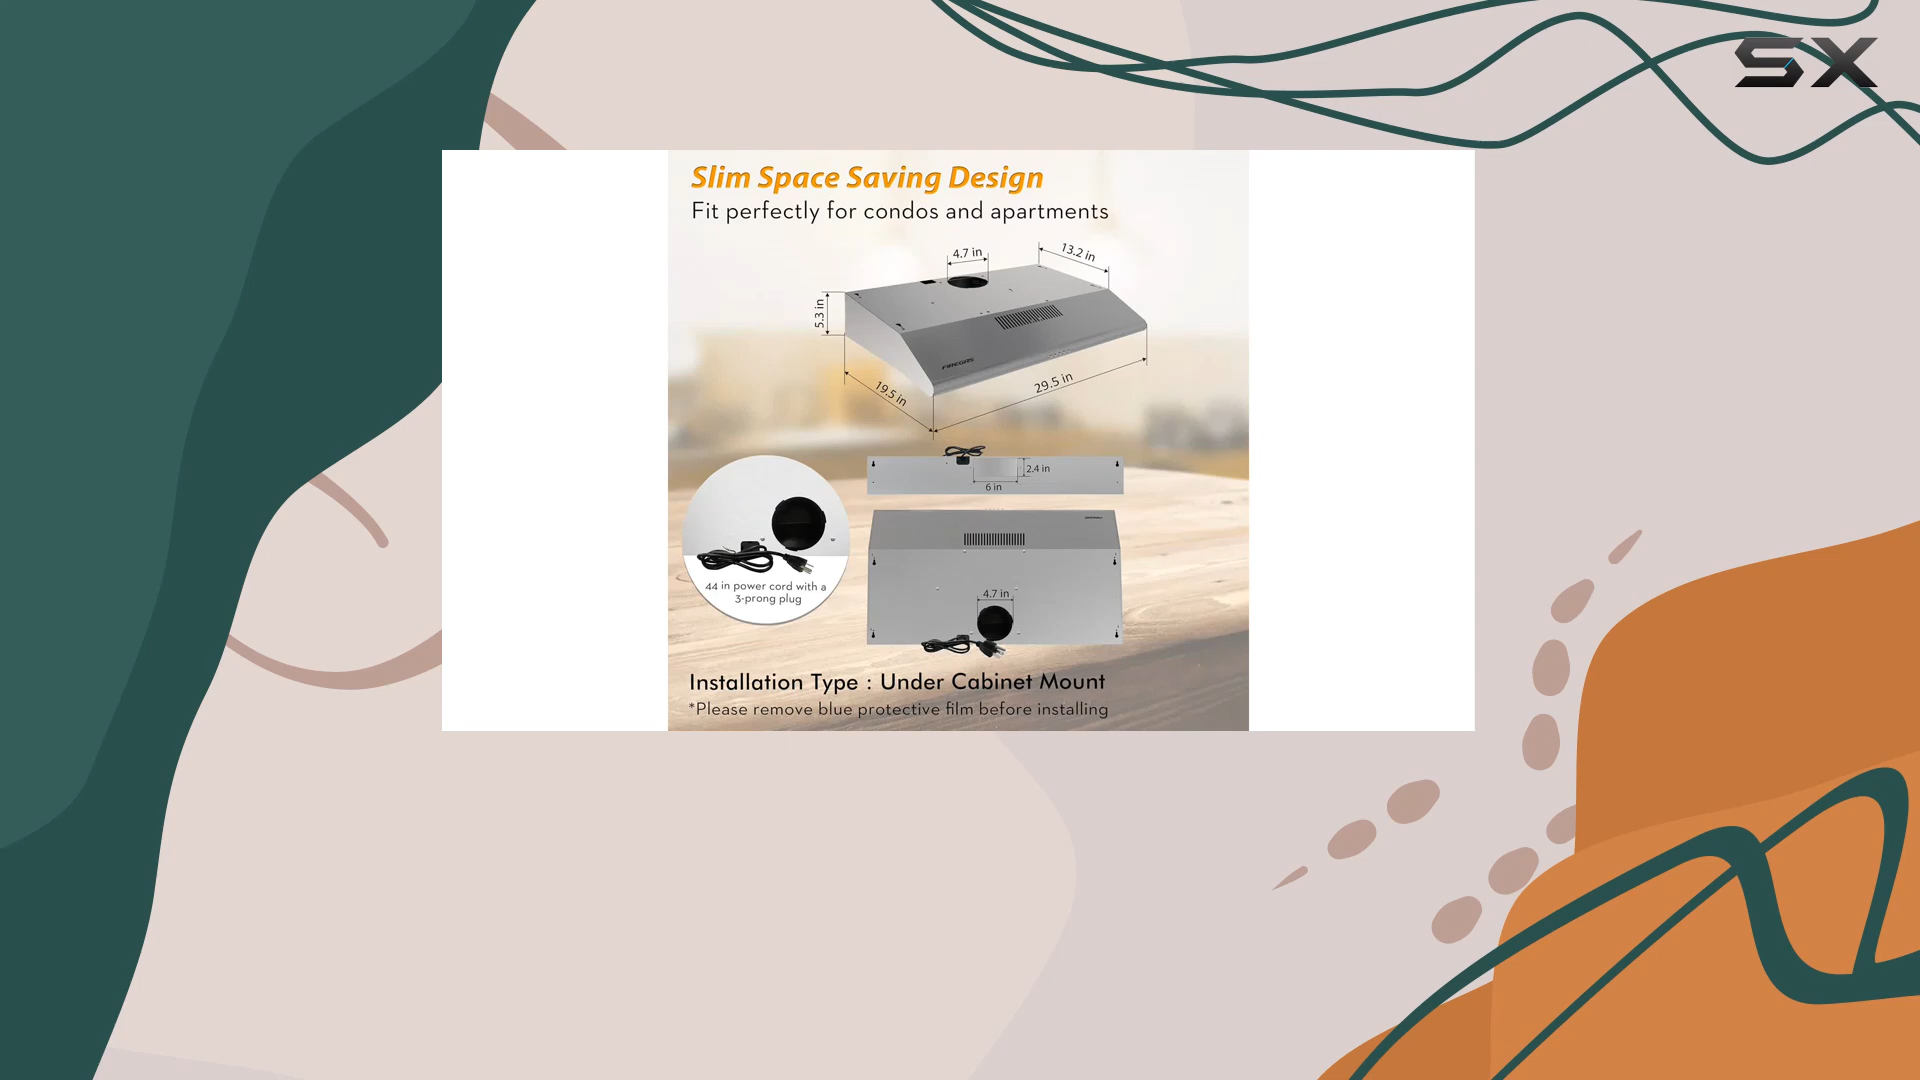 SX
Slim Space Saving Design
Fit perfectly for condos and apartments
4.7 in
13.2 in
5.3 in
FIREGAS
19.5 in
29.5 in
2.4 in
6 in
44 in power cord with a
3-prong plug
4.7 in
Installation Type : Under Cabinet Mount
*Please remove blue protective film before installing